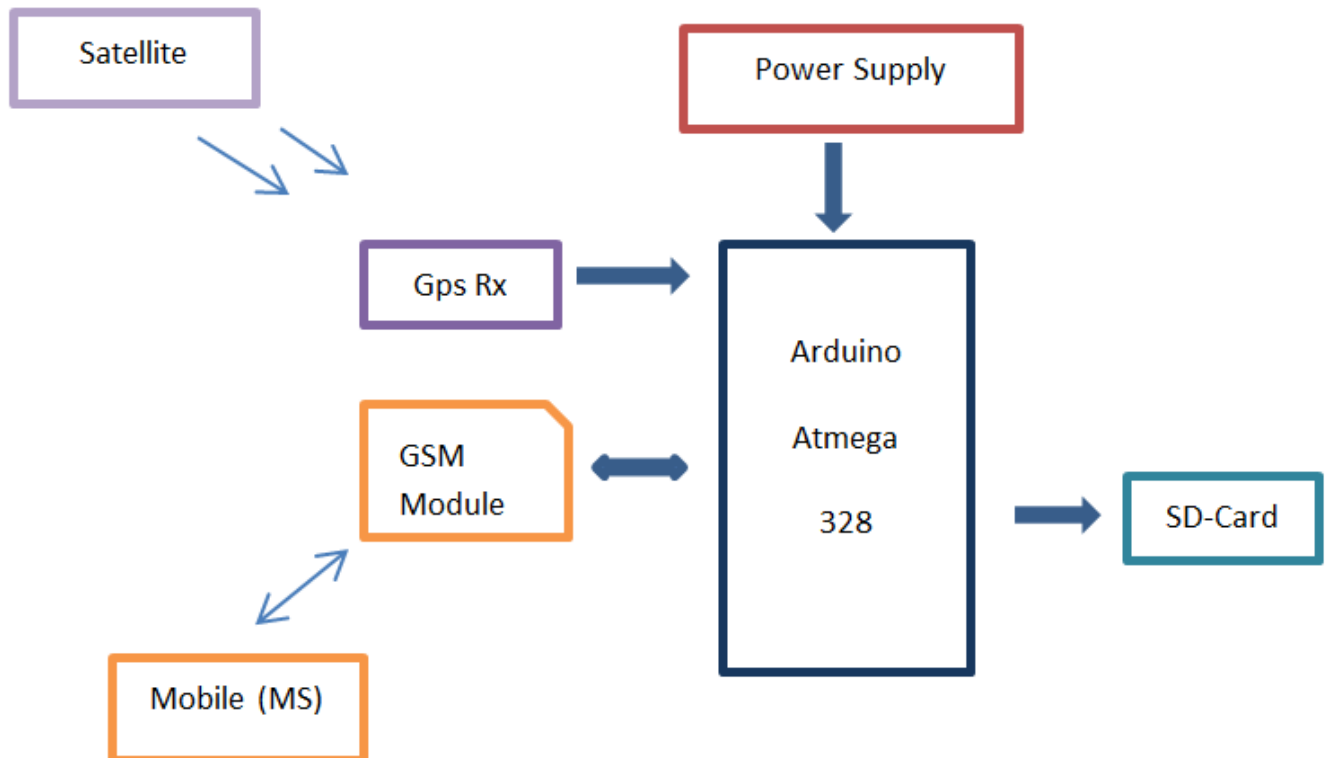 Satellite
Power Supply
Gps Rx
Arduino
Atmega
328
GSM
Module
SD-Card
Mobile (MS)